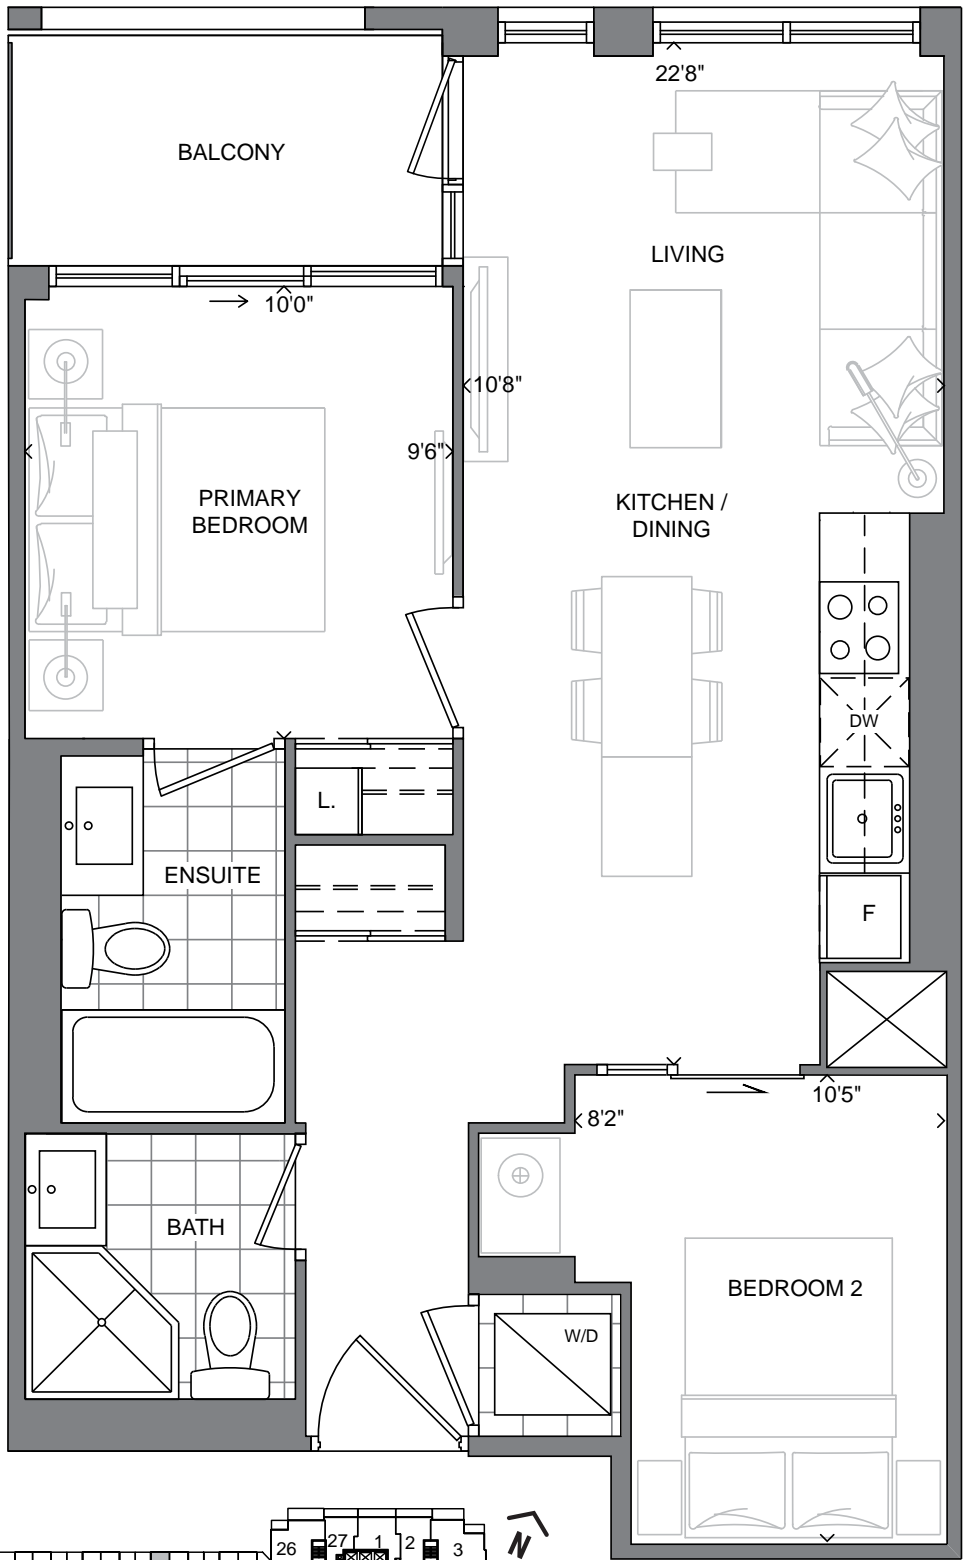 22'8"
BALCONY
LIVING
10'0"
10'8"
9'6"
PRIMARY
BEDROOM
KITCHEN /
DINING
DW
L.
ENSUITE
F
10'5"
8'2"
BATH
BEDROOM 2
W/D
26 27 1 2 3
N